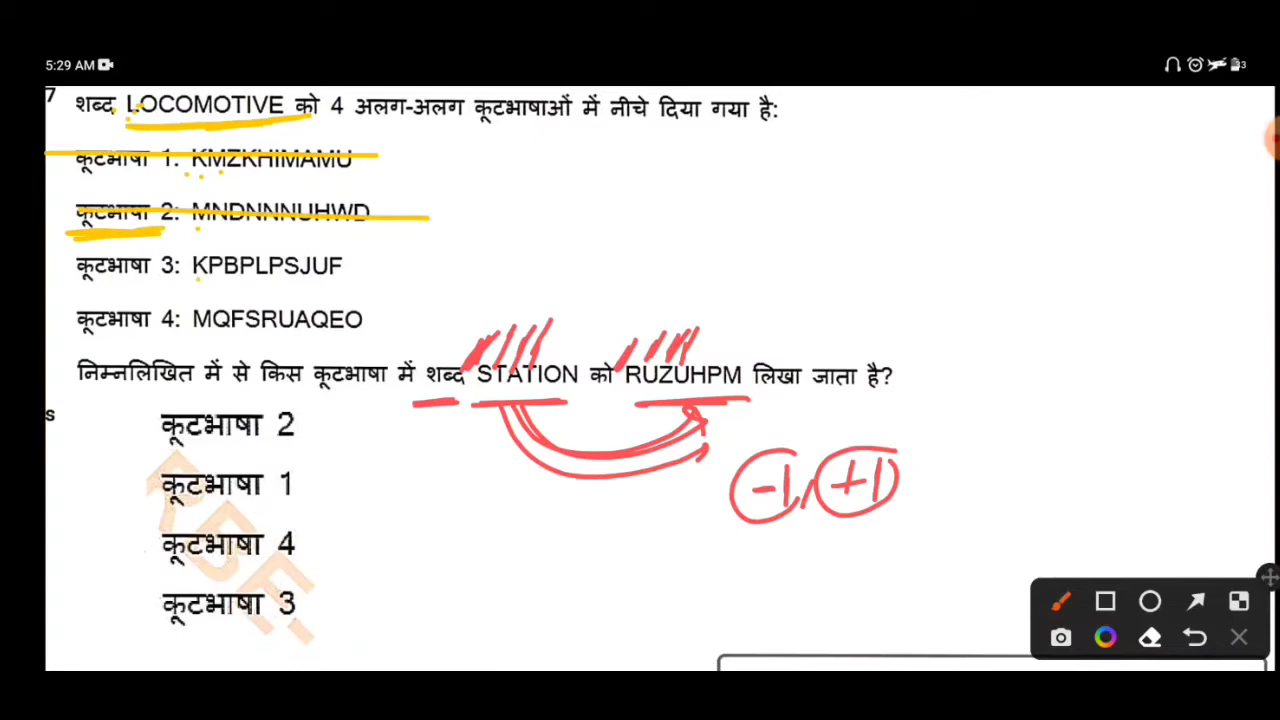 5:29 AM
3
7 शब्द LOCOMOTIVE को 4 अलग-अलग कूटभाषाओं में नीचे दिया गया है:
कूटभाषा 1: KMZKHIMAMU
कूटभाषा 2: MNDNNNUHWD
कूटभाषा 3: KPBPLPSJUF
कूटभाषा 4: MQFSRUAQEO
निम्नलिखित में से किस कूटभाषा में शब्द STATION को RUZUHPM लिखा जाता है?
s
कूटभाषा 2
कूटभाषा 1
-1, +1
कूटभाषा 4
कूटभाषा 3
RBE